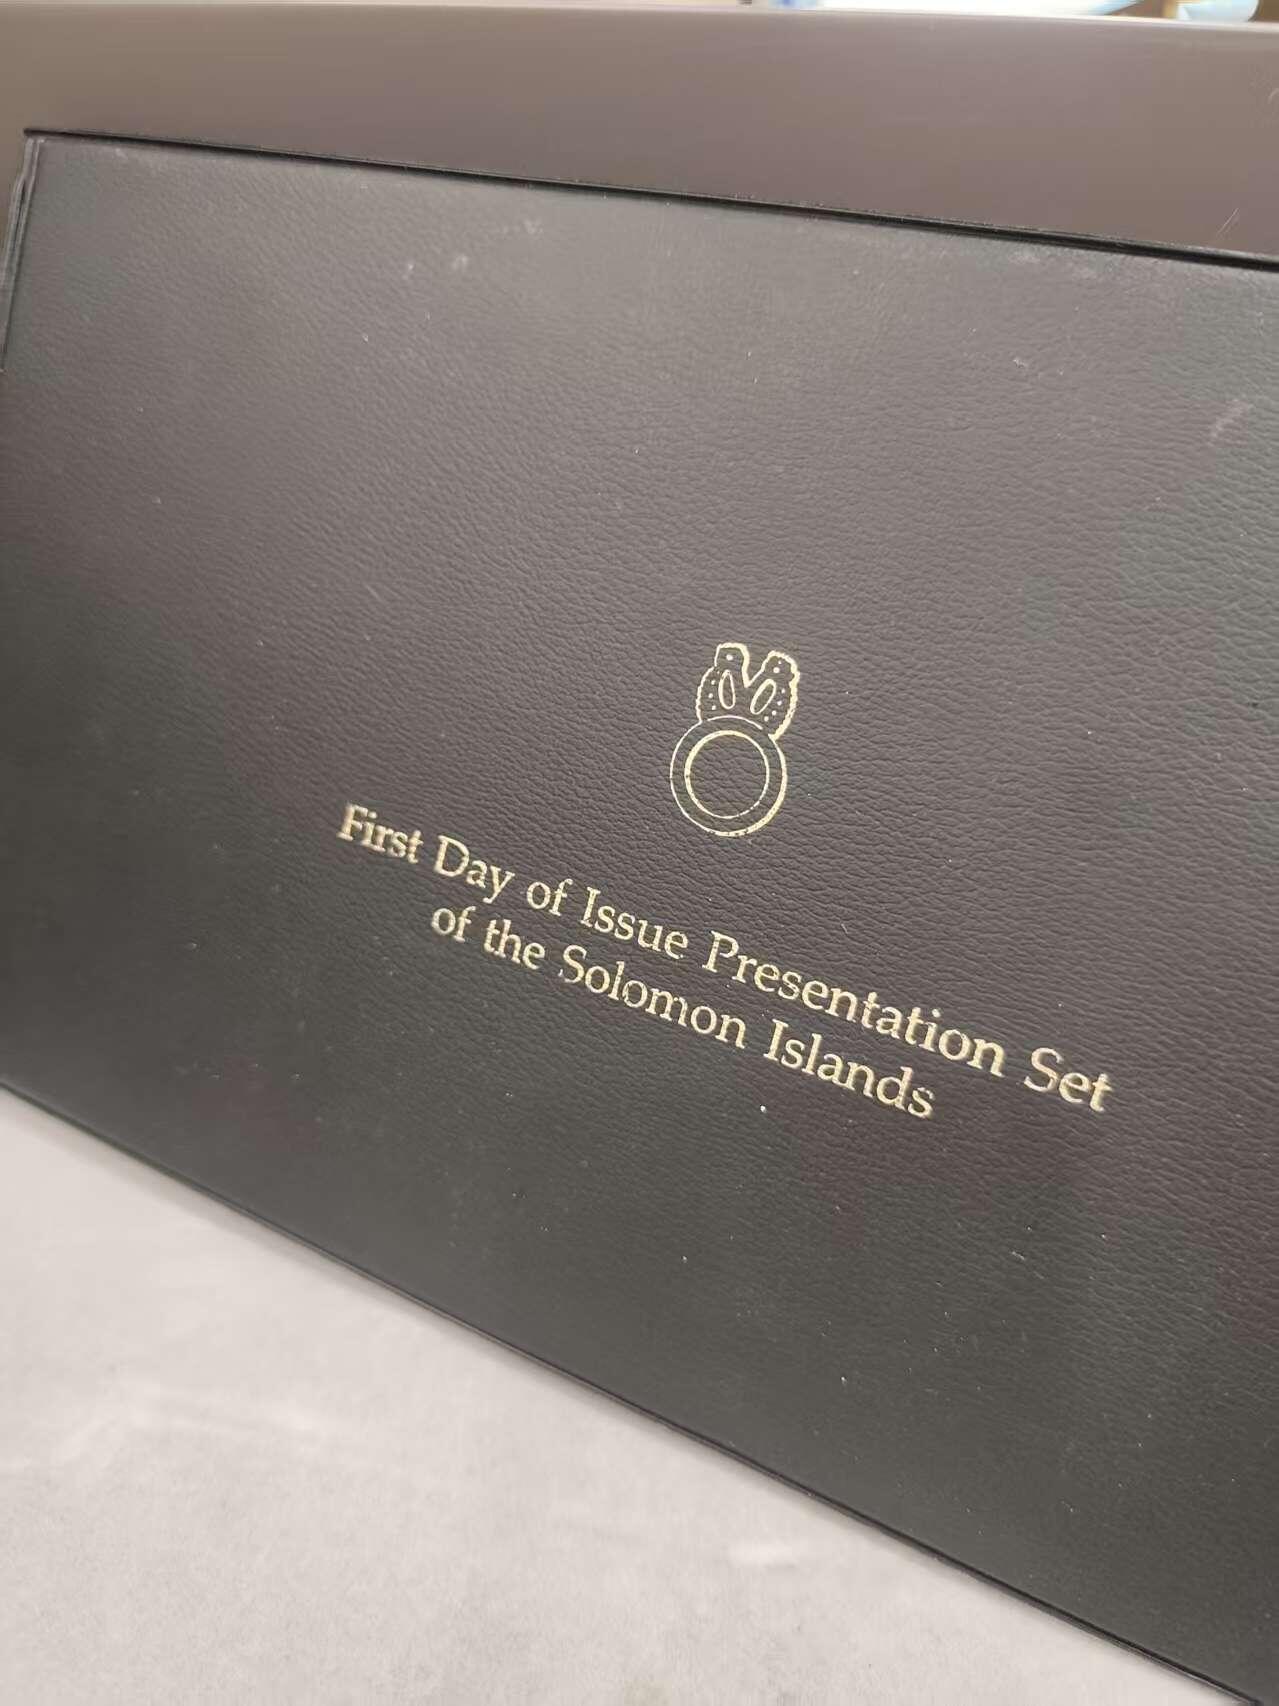 First Day of Issue Presentation Set
of the Solomon Islands